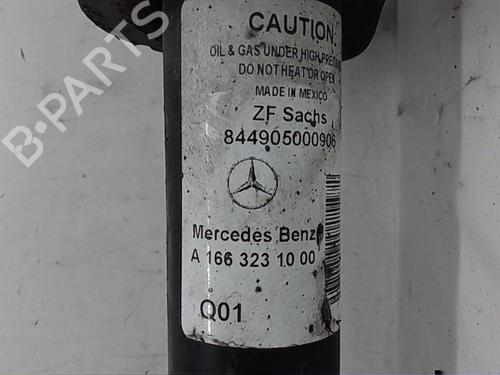 CAUTION:
OIL & GAS UNDER HIGH
DO NOT HEAT OR OPEN
MADE IN MEXICO
ZF Sachs
844905000906
Mercedes Benz
A 166 323 10 00
Q01
B-PARTS